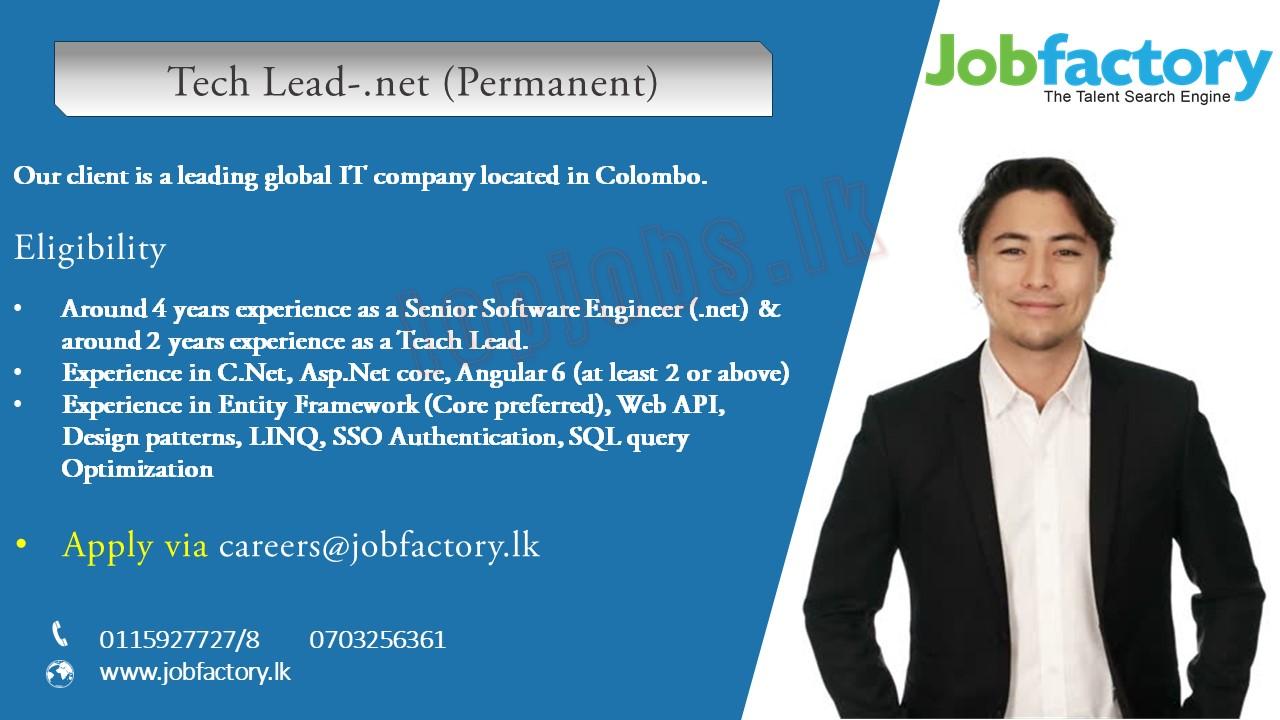 Tech Lead-.net (Permanent)
Jobfactory
The Talent Search Engine
Our client is a leading global IT company located in Colombo.
topjobs.lk
Eligibility
• Around 4 years experience as a Senior Software Engineer (.net) &
around 2 years experience as a Teach Lead.
• Experience in C.Net, Asp.Net core, Angular 6 (at least 2 or above)
• Experience in Entity Framework (Core preferred), Web API,
Design patterns, LINQ, SSO Authentication, SQL query
Optimization
• Apply via careers@jobfactory.lk
0115927727/8 0703256361
www.jobfactory.lk